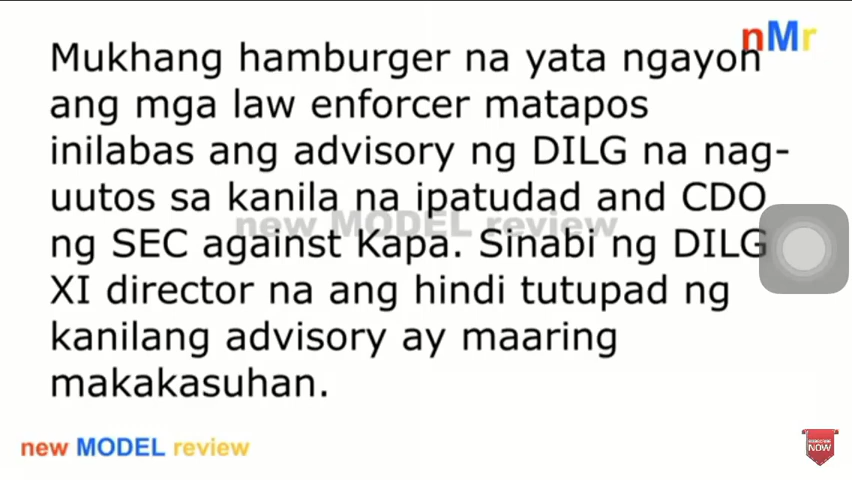 nMr
Mukhang hamburger na yata ngayon
ang mga law enforcer matapos
inilabas ang advisory ng DILG na nag-
uutos sa kanila na ipatudad and CDO
new MODEL review
ng SEC against Kapa. Sinabi ng DILG
XI director na ang hindi tutupad ng
kanilang advisory ay maaring
makakasuhan.
new MODEL review
SUBSCRIBE
NOW